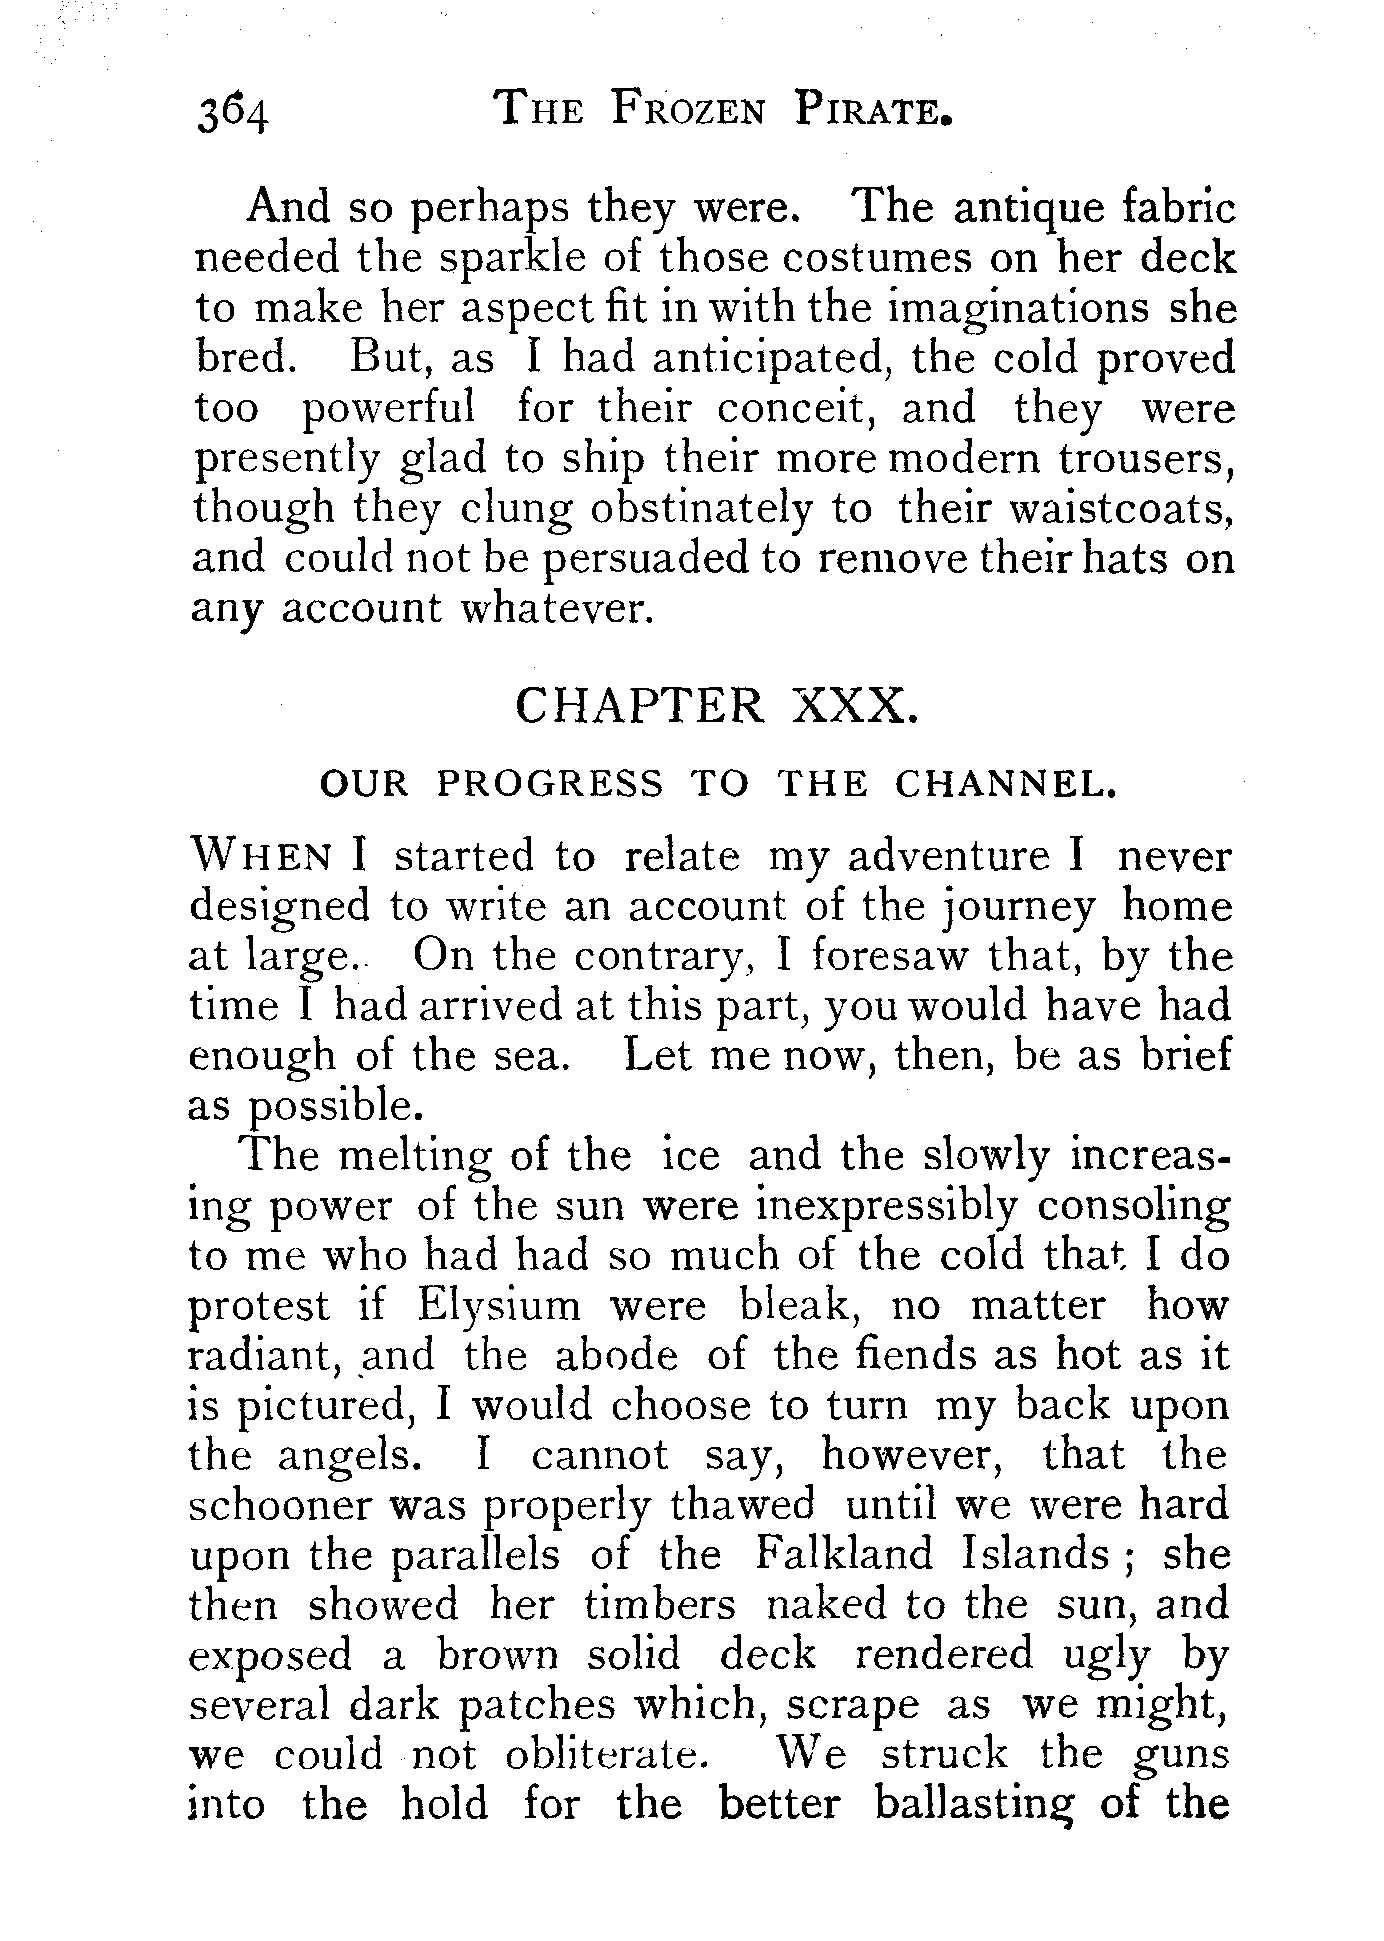 364 THE FROZEN PIRATE.
And so perhaps they were. The antique fabric
needed the sparkle of those costumes on her deck
to make her aspect fit in with the imaginations she
bred. But, as I had anticipated, the cold proved
too powerful for their conceit, and they were
presently glad to ship their more modern trousers,
though they clung obstinately to their waistcoats,
and could not be persuaded to remove their hats on
any account whatever.
CHAPTER XXX.
OUR PROGRESS TO THE CHANNEL.
WHEN I started to relate my adventure I never
designed to write an account of the journey home
at large. On the contrary, I foresaw that, by the
time I had arrived at this part, you would have had
enough of the sea. Let me now, then, be as brief
as possible.
The melting of the ice and the slowly increas-
ing power of the sun were inexpressibly consoling
to me who had had so much of the cold that I do
protest if Elysium were bleak, no matter how
radiant, and the abode of the fiends as hot as it
is pictured, I would choose to turn my back upon
the angels. I cannot say, however, that the
schooner was properly thawed until we were hard
upon the parallels of the Falkland Islands ; she
then showed her timbers naked to the sun, and
exposed a brown solid deck rendered ugly by
several dark patches which, scrape as we might,
we could not obliterate. We struck the guns
into the hold for the better ballasting of the